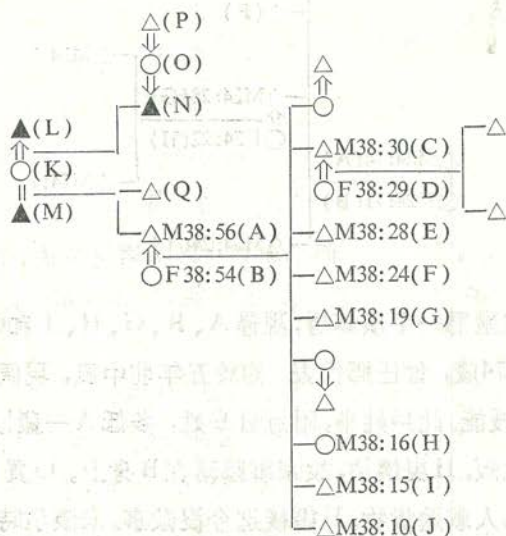 (P)
(O)
(N)
(L)
(K)
(M)
(Q)
M38:56(A)
F38:54(B)
M38:30(C)
F38:29(D)
M38:28(E)
M38:24(F)
M38:19(G)
M38:16(H)
M38:15(I)
M38:10(J)